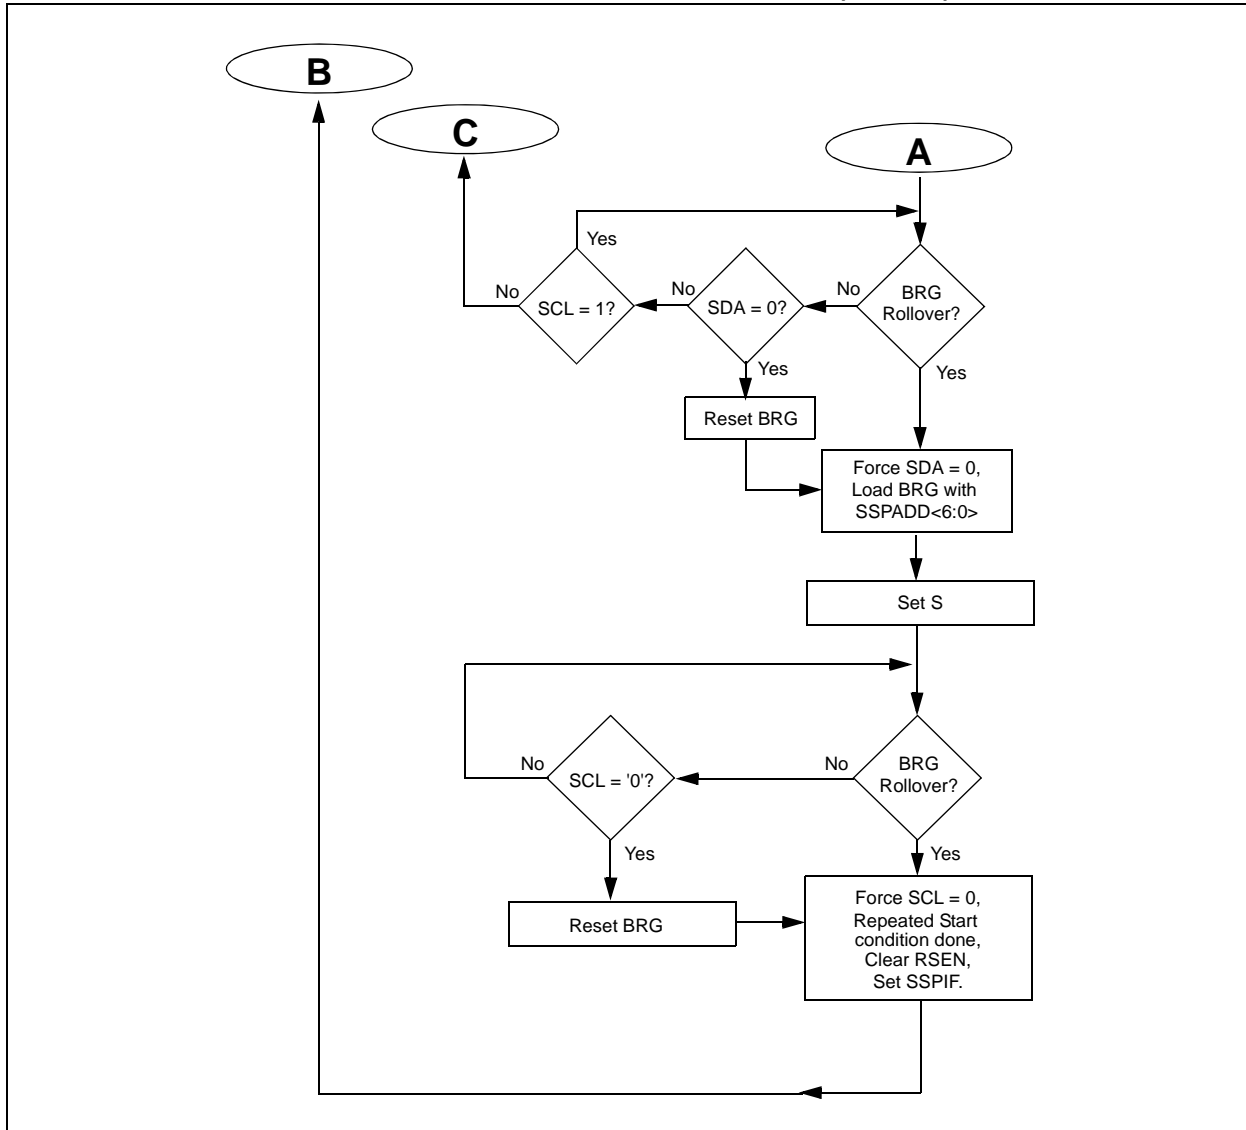 B
C
A
Yes
No
SCL = 1?
No
SDA = 0?
No
BRG
Rollover?
Yes
Yes
Reset BRG
Force SDA = 0,
Load BRG with
SSPADD<6:0>
Set S
No
SCL = '0'?
No
BRG
Rollover?
Yes
Yes
Reset BRG
Force SCL = 0,
Repeated Start
condition done,
Clear RSEN,
Set SSPIF.